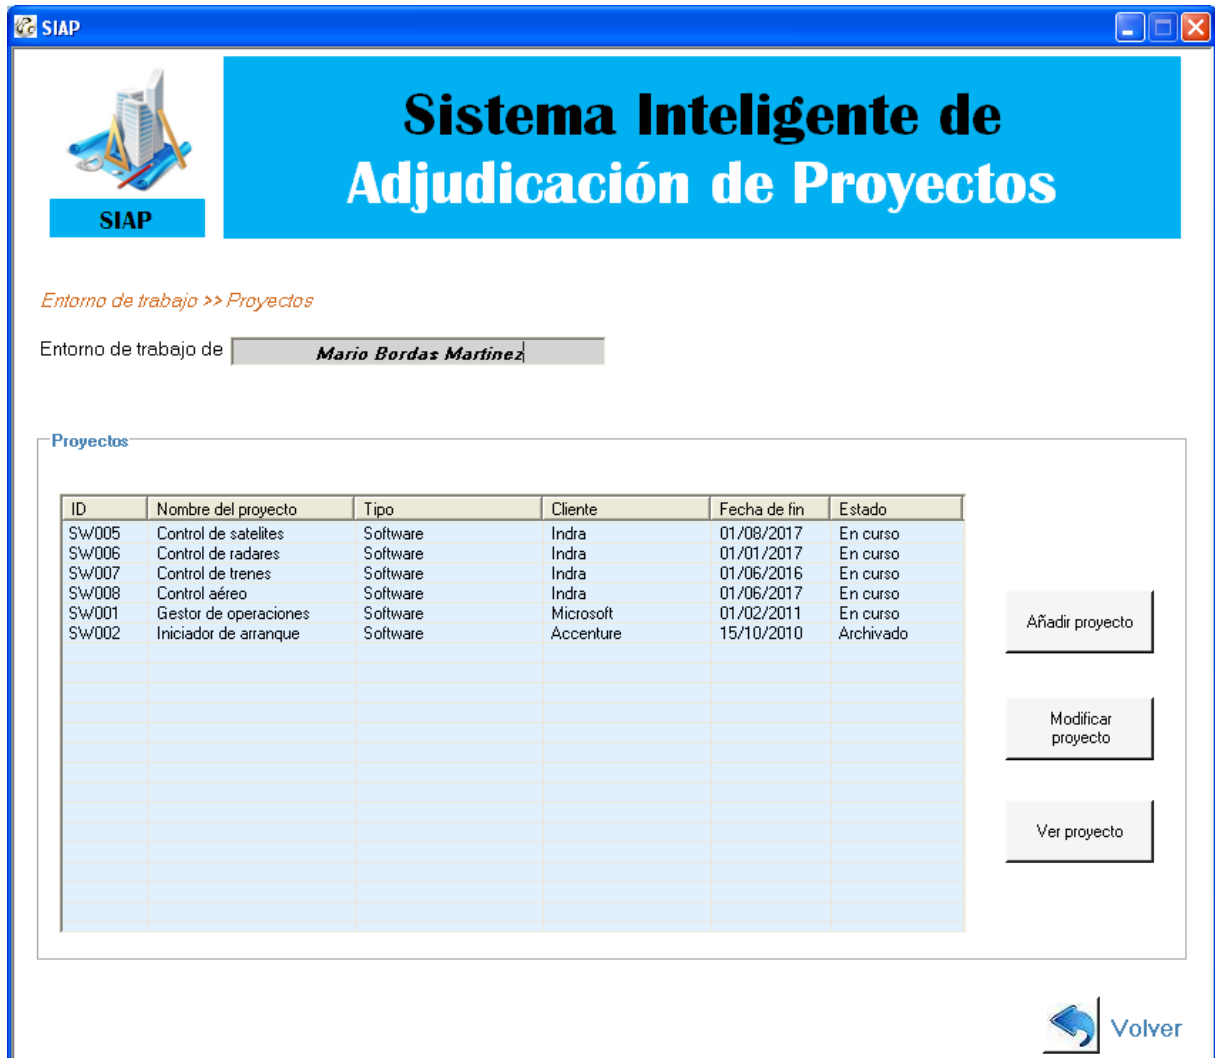 SIAP
Sistema Inteligente de
Adjudicación de Proyectos
SIAP
Entorno de trabajo >> Proyectos
Entorno de trabajo de Mario Bordas Martinez
Proyectos
ID Nombre del proyecto Tipo Cliente Fecha de fin Estado
SW005 Control de satelites Software Indra 01/08/2017 En curso
SW006 Control de radares Software Indra 01/01/2017 En curso
SW007 Control de trenes Software Indra 01/06/2016 En curso
SW008 Control aéreo Software Indra 01/06/2017 En curso
SW001 Gestor de operaciones Software Microsoft 01/02/2011 En curso
SW002 Iniciador de arranque Software Accenture 15/10/2010 Archivado
Añadir proyecto
Modificar
proyecto
Ver proyecto
Volver